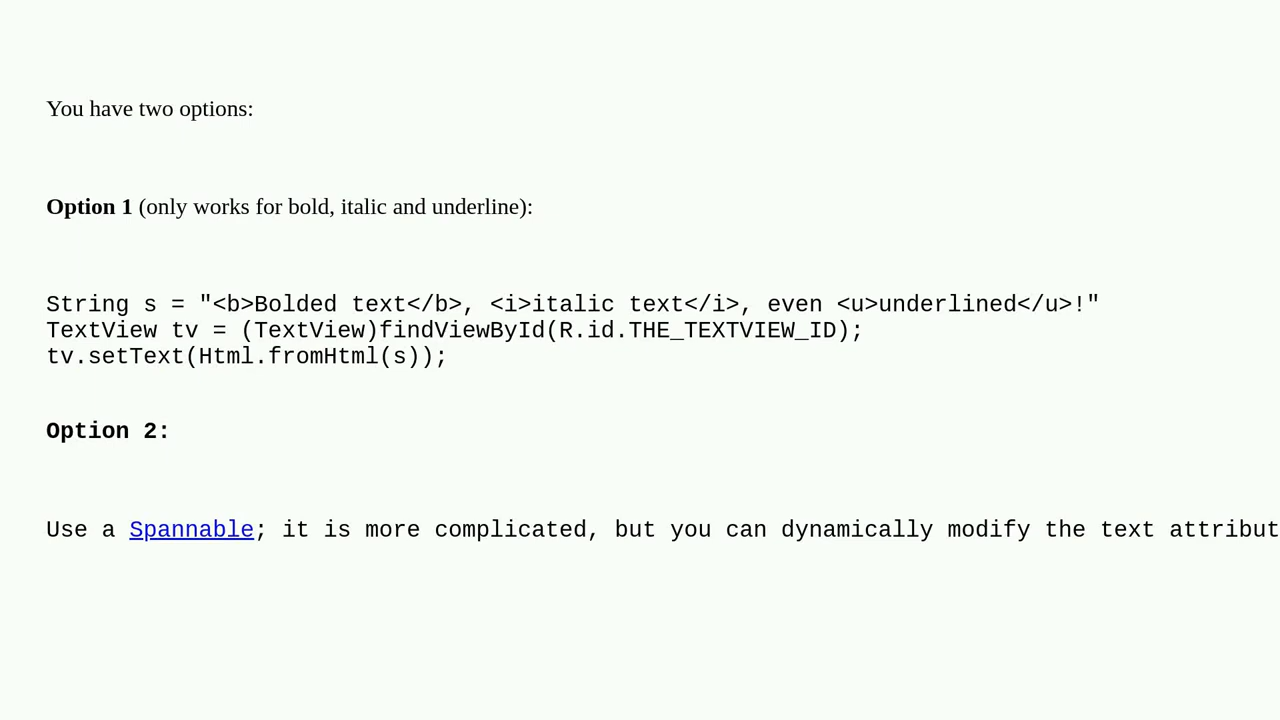 You have two options:
Option 1 (only works for bold, italic and underline):
String s = "<b>Bolded text</b>, <i>italic text</i>, even <u>underlined</u>!"
TextView tv = (TextView)findViewById(R.id.THE_TEXTVIEW_ID);
tv.setText(Html.fromHtml(s));
Option 2:
Use a Spannable; it is more complicated, but you can dynamically modify the text attribut